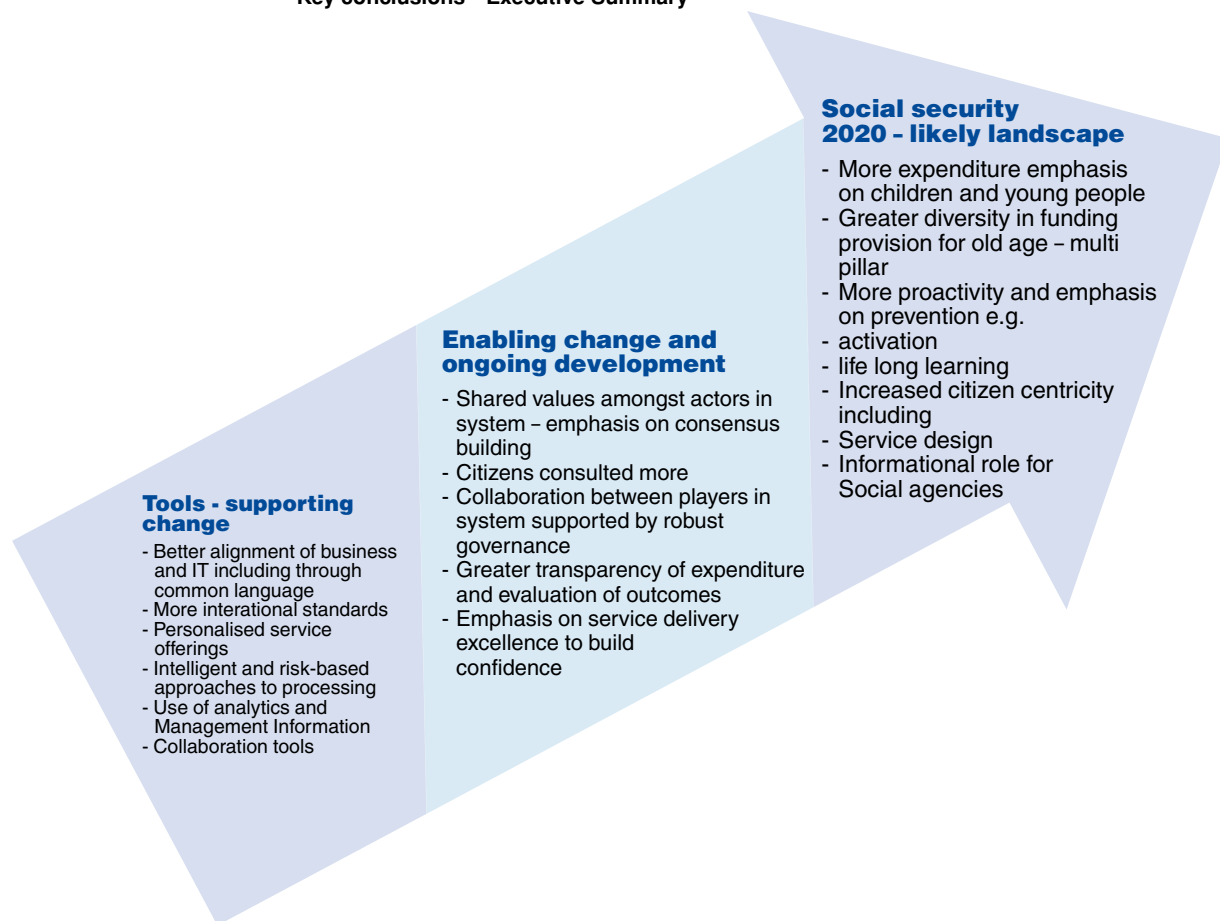 Key conclusions – Executive Summary
Social security
2020 – likely landscape
- More expenditure emphasis
on children and young people
- Greater diversity in funding
provision for old age – multi
pillar
- More proactivity and emphasis
on prevention e.g.
- activation
- life long learning
- Increased citizen centricity
including
- Service design
- Informational role for
Social agencies
Enabling change and
ongoing development
- Shared values amongst actors in
system – emphasis on consensus
building
- Citizens consulted more
- Collaboration between players in
system supported by robust
governance
- Greater transparency of expenditure
and evaluation of outcomes
- Emphasis on service delivery
excellence to build
confidence
Tools - supporting
change
- Better alignment of business
and IT including through
common language
- More interational standards
- Personalised service
offerings
- Intelligent and risk-based
approaches to processing
- Use of analytics and
Management Information
- Collaboration tools